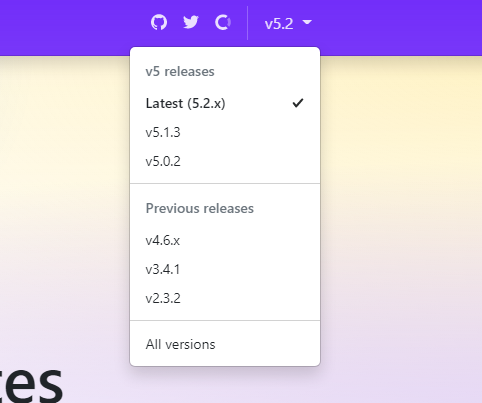 v5.2
v5 releases
Latest (5.2.x)
v5.1.3
v5.0.2
Previous releases
v4.6.x
v3.4.1
v2.3.2
All versions